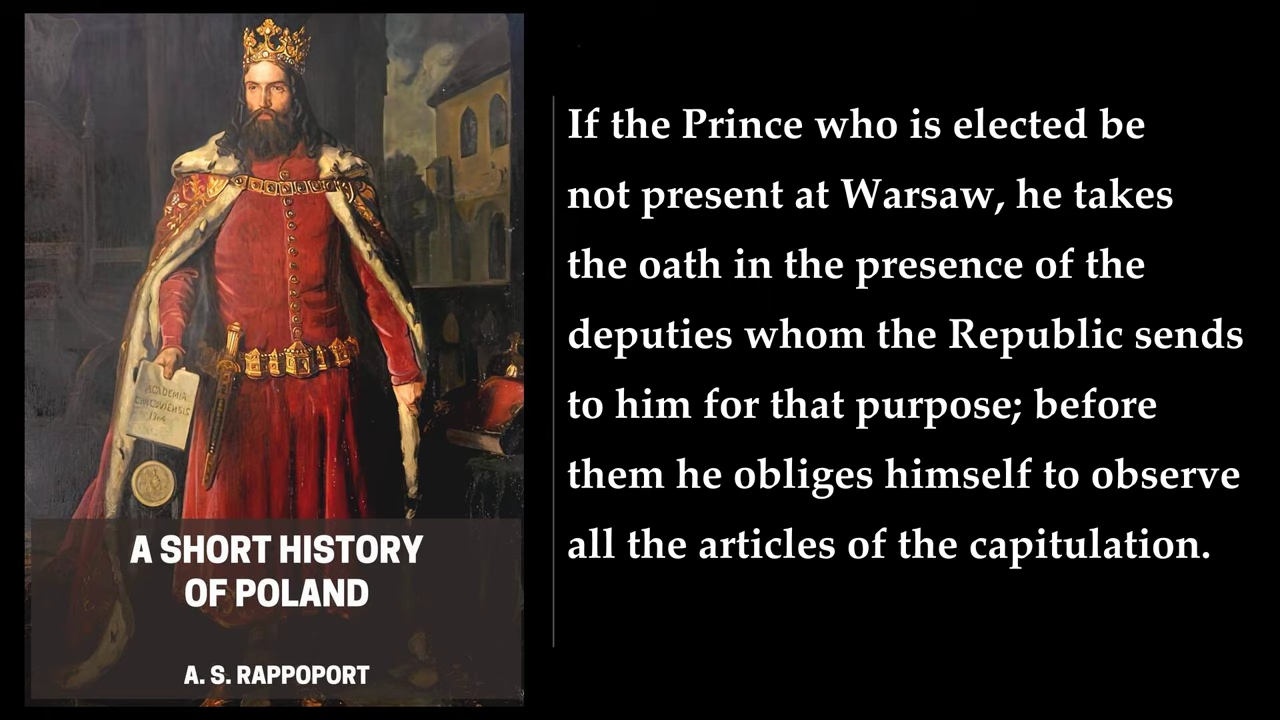 ACADEMIA
A SHORT HISTORY
OF POLAND
A. S. RAPPOPORT
If the Prince who is elected be
not present at Warsaw, he takes
the oath in the presence of the
deputies whom the Republic sends
to him for that purpose; before
them he obliges himself to observe
all the articles of the capitulation.